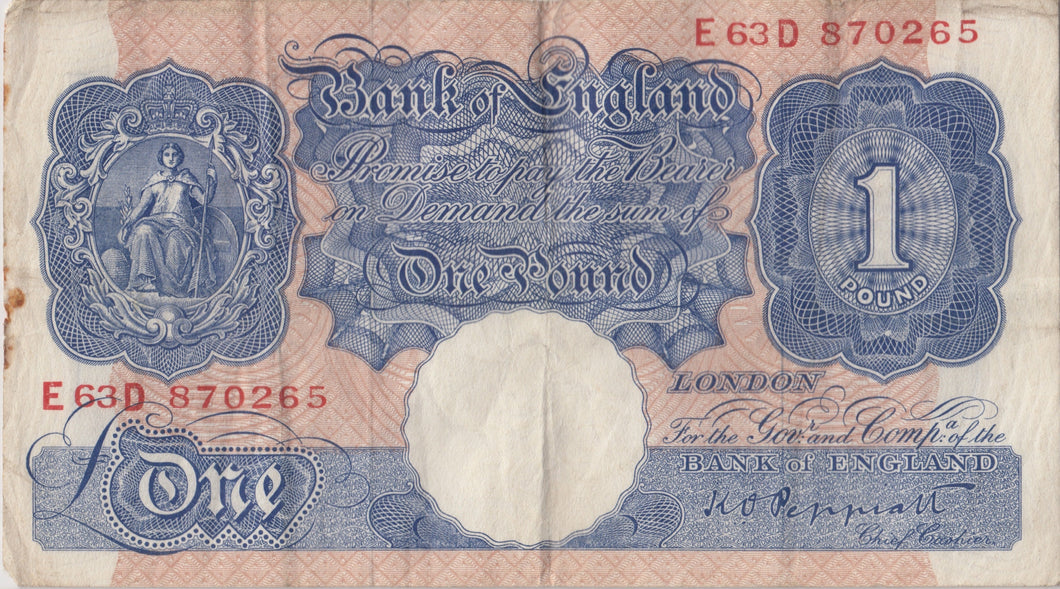 E63D 870265
Bank of England
Promise to pay the Bearer
on Demand the sum of
One Pound
1
POUND
LONDON
E63D 870265
For the Govr. and Compa. of the
BANK of ENGLAND
£One
K O Peppiatt
Chief Cashier.